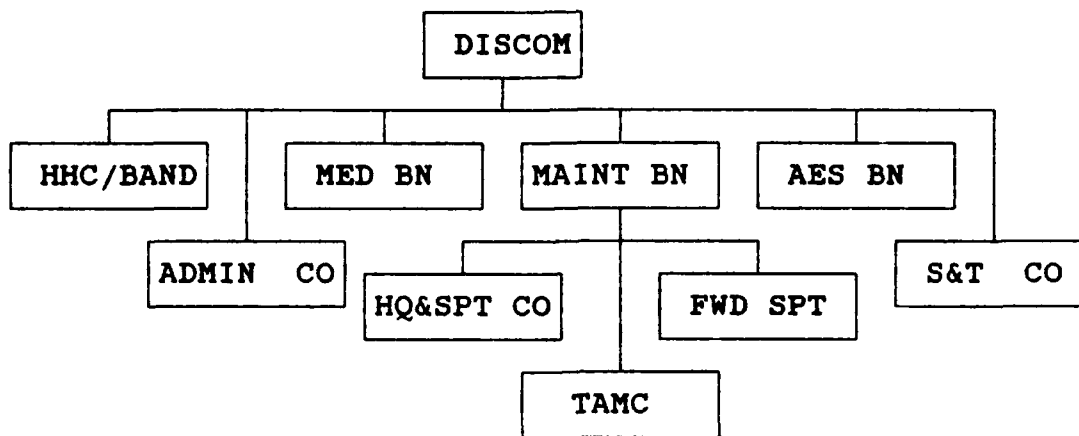 DISCOM
HHC/BAND
MED BN
MAINT BN
AES BN
ADMIN CO
S&T CO
HQ&SPT CO
FWD SPT
TAMC